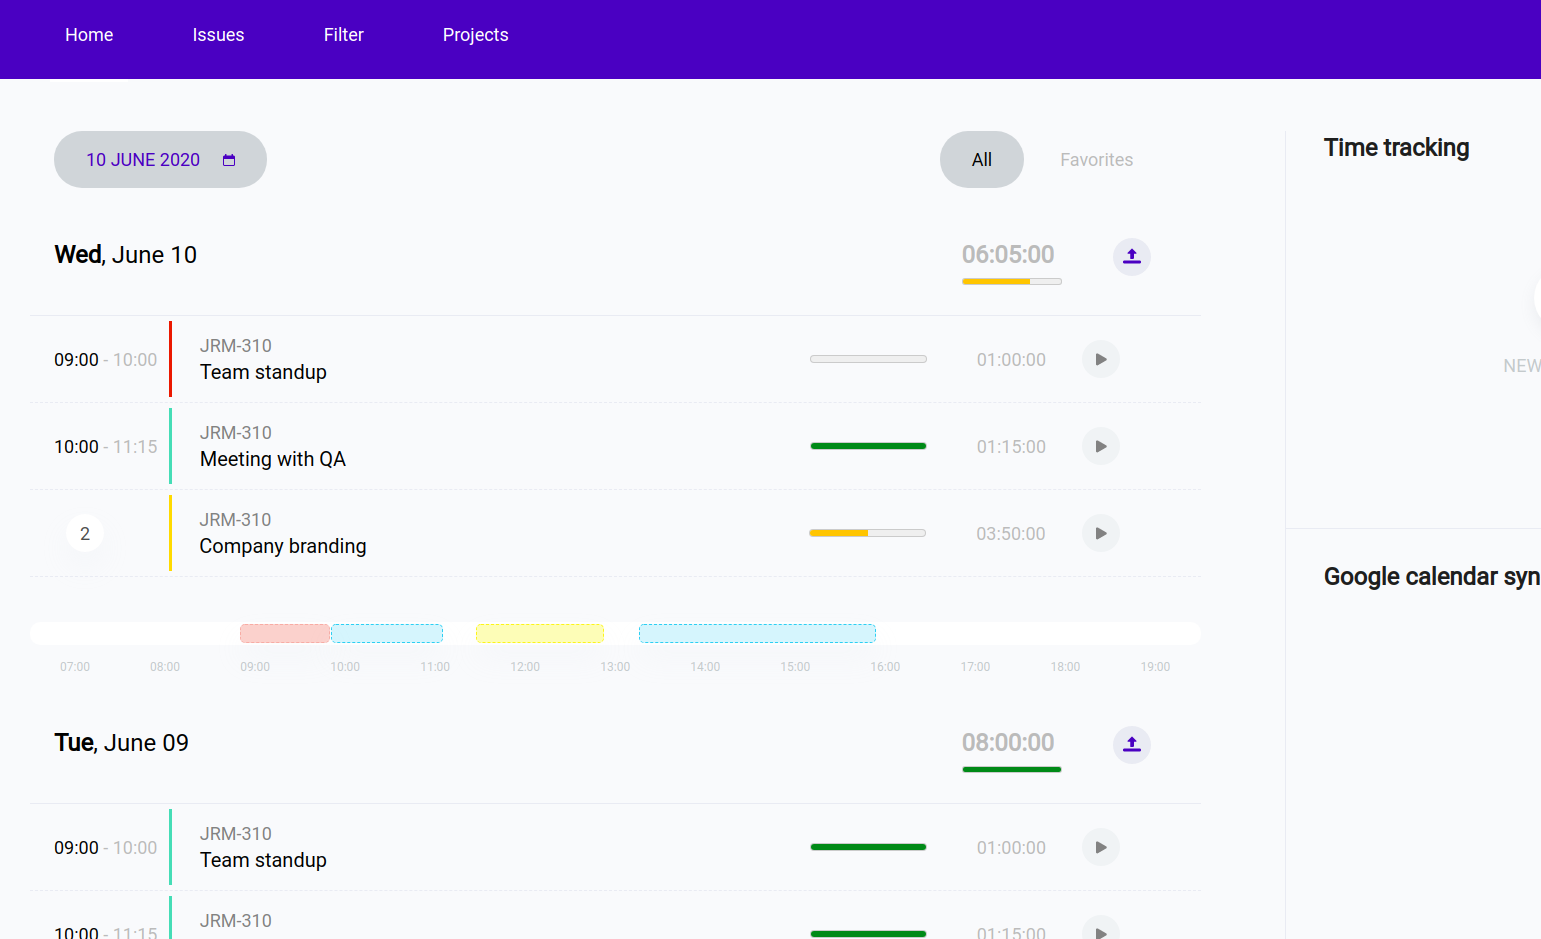 Home Issues Filter Projects
10 JUNE 2020 All Favorites
Time tracking
Wed, June 10 06:05:00
09:00 - 10:00 JRM-310 01:00:00
Team standup
NEW
10:00 - 11:15 JRM-310 01:15:00
Meeting with QA
2 JRM-310 03:50:00
Company branding
Google calendar syn
07:00 08:00 09:00 10:00 11:00 12:00 13:00 14:00 15:00 16:00 17:00 18:00 19:00
Tue, June 09 08:00:00
09:00 - 10:00 JRM-310 01:00:00
Team standup
JRM-310
10:00 - 11:15 01:15:00